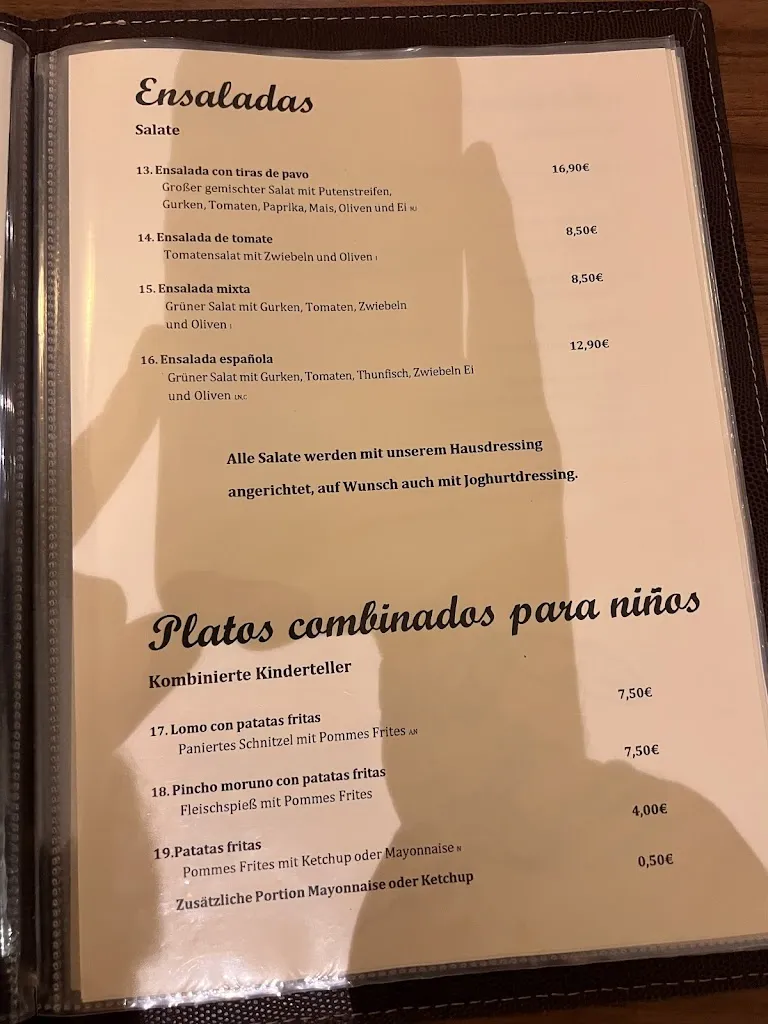 Ensaladas
Salate
13. Ensalada con tiras de pavo 16,90€
Großer gemischter Salat mit Putenstreifen,
Gurken, Tomaten, Paprika, Mais, Oliven und Ei
14. Ensalada de tomate 8,50€
Tomatensalat mit Zwiebeln und Oliven
15. Ensalada mixta 8,50€
Grüner Salat mit Gurken, Tomaten, Zwiebeln
und Oliven
16. Ensalada española 12,90€
Grüner Salat mit Gurken, Tomaten, Thunfisch, Zwiebeln Ei
und Oliven
Alle Salate werden mit unserem Hausdressing
angerichtet, auf Wunsch auch mit Joghurtdressing.
Platos combinados para niños
Kombinierte Kinderteller
17. Lomo con patatas fritas 7,50€
Paniertes Schnitzel mit Pommes Frites AN
18. Pincho moruno con patatas fritas 7,50€
Fleischspieß mit Pommes Frites
19.Patatas fritas 4,00€
Pommes Frites mit Ketchup oder Mayonnaise N
Zusätzliche Portion Mayonnaise oder Ketchup 0,50€